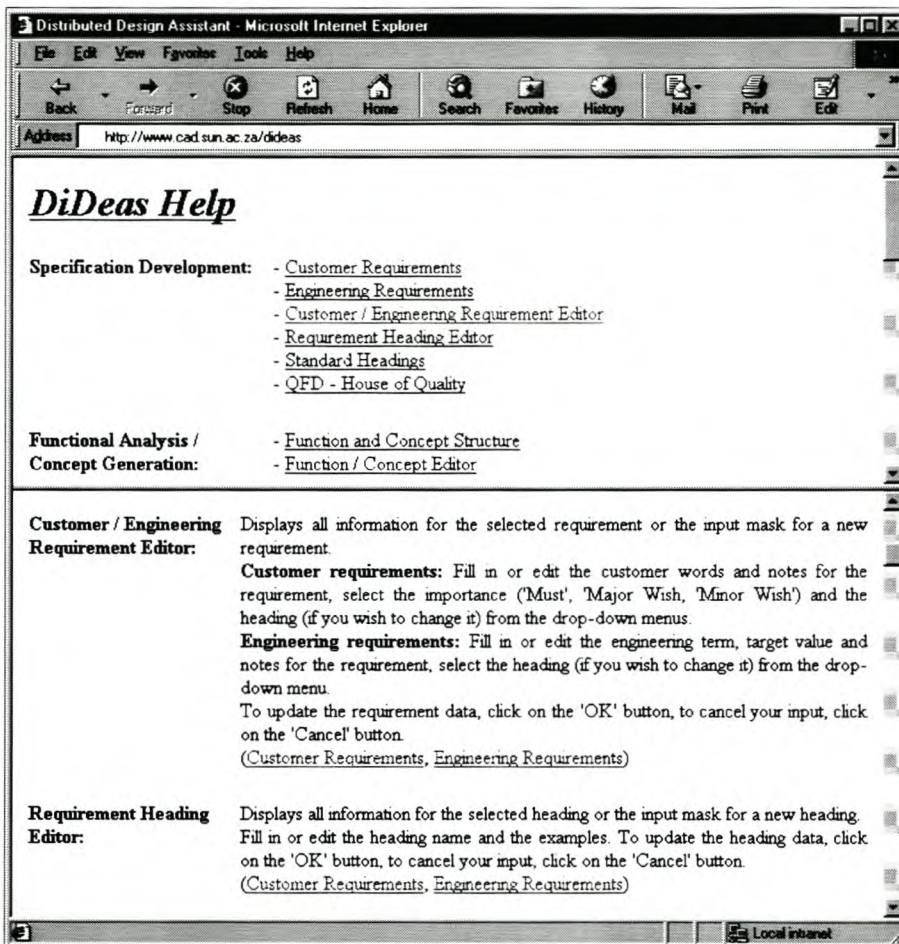 Distributed Design Assistant - Microsoft Internet Explorer
File Edit View Favorites Tools Help
Back Forward Stop Refresh Home Search Favorites History Mail Print Edit
Address http://www.cad.sun.ac.za/dideas
DiDeas Help
Specification Development: - Customer Requirements
- Engineering Requirements
- Customer / Engineering Requirement Editor
- Requirement Heading Editor
- Standard Headings
- QFD - House of Quality
Functional Analysis / - Function and Concept Structure
Concept Generation: - Function / Concept Editor
Customer / Engineering Displays all information for the selected requirement or the input mask for a new
Requirement Editor: requirement.
Customer requirements: Fill in or edit the customer words and notes for the
requirement, select the importance ('Must', 'Major Wish, 'Minor Wish') and the
heading (if you wish to change it) from the drop-down menus.
Engineering requirements: Fill in or edit the engineering term, target value and
notes for the requirement, select the heading (if you wish to change it) from the drop-
down menu.
To update the requirement data, click on the 'OK' button, to cancel your input, click
on the 'Cancel' button.
(Customer Requirements, Engineering Requirements)
Requirement Heading Displays all information for the selected heading or the input mask for a new heading.
Editor: Fill in or edit the heading name and the examples. To update the heading data, click
on the 'OK' button, to cancel your input, click on the 'Cancel' button.
(Customer Requirements, Engineering Requirements)
Local intranet